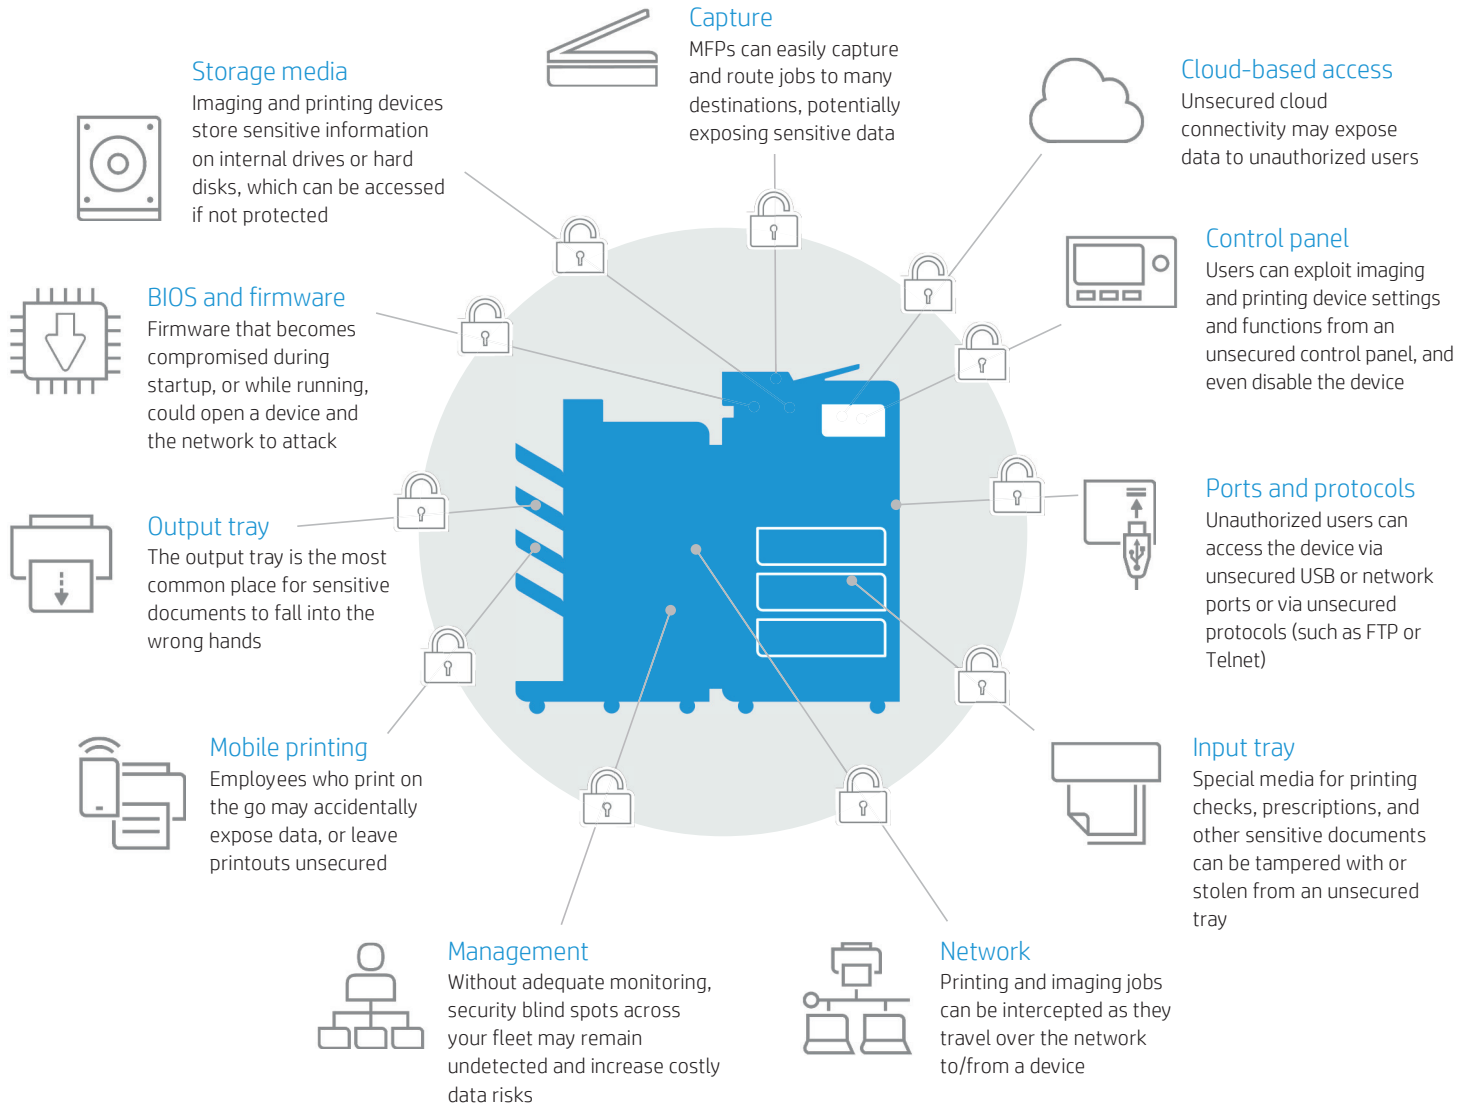 Capture
MFPs can easily capture
and route jobs to many
destinations, potentially
exposing sensitive data
Storage media
Imaging and printing devices
store sensitive information
on internal drives or hard
disks, which can be accessed
if not protected
Cloud-based access
Unsecured cloud
connectivity may expose
data to unauthorized users
Control panel
Users can exploit imaging
and printing device settings
and functions from an
unsecured control panel, and
even disable the device
BIOS and firmware
Firmware that becomes
compromised during
startup, or while running,
could open a device and
the network to attack
Ports and protocols
Unauthorized users can
access the device via
unsecured USB or network
ports or via unsecured
protocols (such as FTP or
Telnet)
Output tray
The output tray is the most
common place for sensitive
documents to fall into the
wrong hands
Mobile printing
Employees who print on
the go may accidentally
expose data, or leave
printouts unsecured
Input tray
Special media for printing
checks, prescriptions, and
other sensitive documents
can be tampered with or
stolen from an unsecured
tray
Management
Without adequate monitoring,
security blind spots across
your fleet may remain
undetected and increase costly
data risks
Network
Printing and imaging jobs
can be intercepted as they
travel over the network
to/from a device